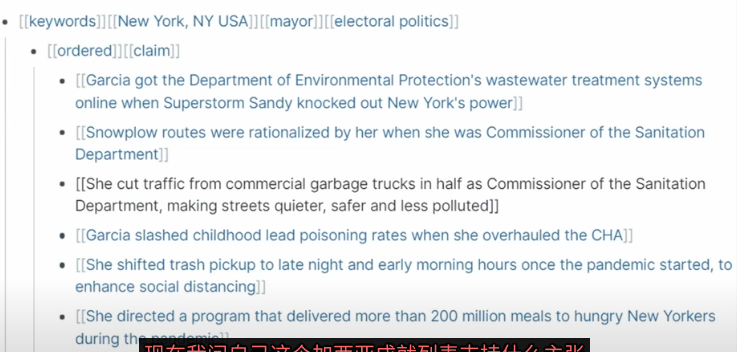 [[keywords]][[New York, NY USA]][[mayor]][[electoral politics]]
[[ordered]][[claim]]
[[Garcia got the Department of Environmental Protection's wastewater treatment systems
online when Superstorm Sandy knocked out New York's power]]
[[Snowplow routes were rationalized by her when she was Commissioner of the Sanitation
Department]]
[[She cut traffic from commercial garbage trucks in half as Commissioner of the Sanitation
Department, making streets quieter, safer and less polluted]]
[[Garcia slashed childhood lead poisoning rates when she overhauled the CHA]]
[[She shifted trash pickup to late night and early morning hours once the pandemic started, to
enhance social distancing]]
[[She directed a program that delivered more than 200 million meals to hungry New Yorkers
during the pandemic]]
现在我问自己这个加西亚成就列表支持什么主张